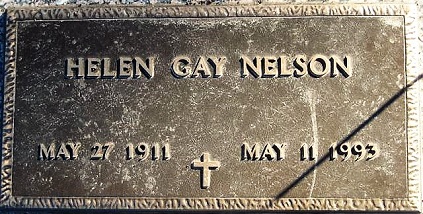 HELEN GAY NELSON
MAY 27 1911 MAY 11 1993